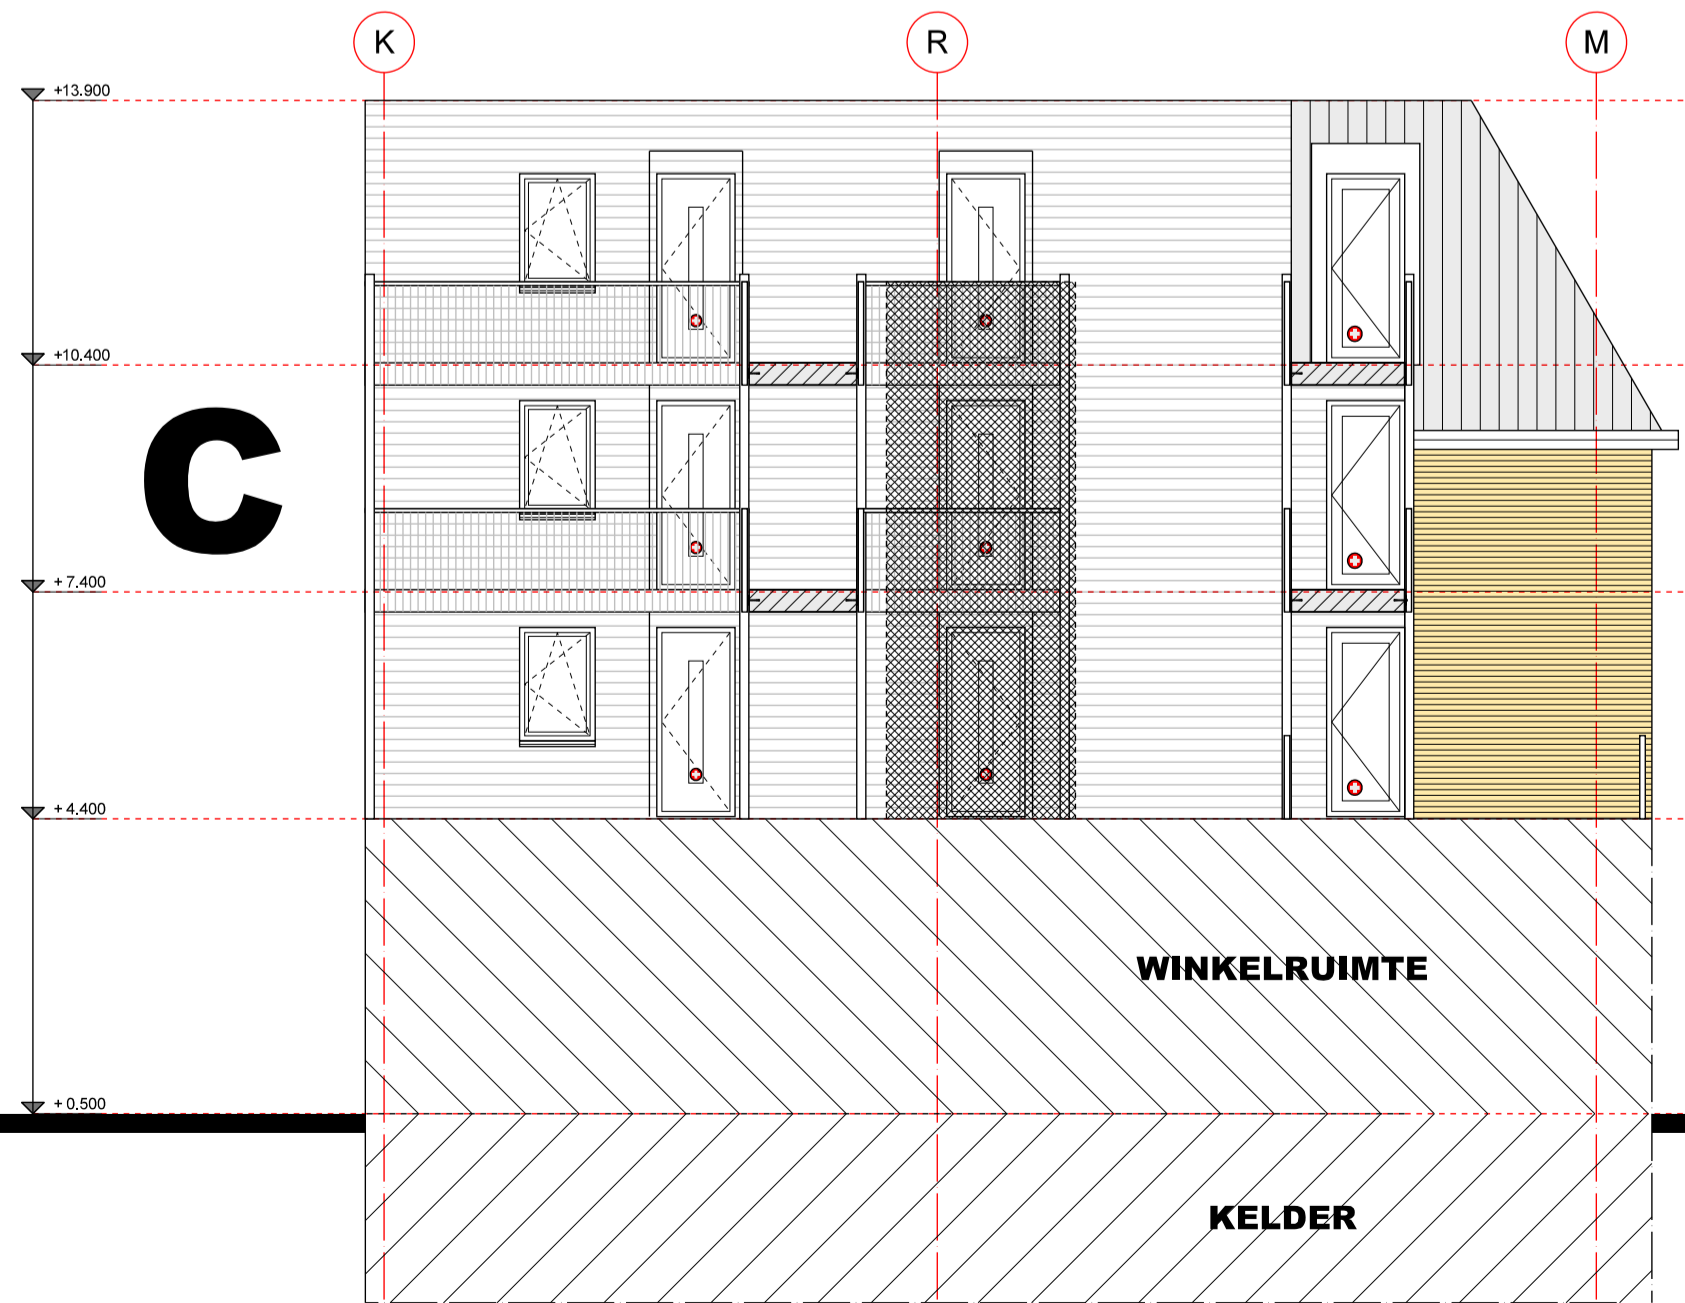 K R M
+13.900
+10.400
C
+ 7.400
+ 4.400
WINKELRUIMTE
+ 0.500
KELDER